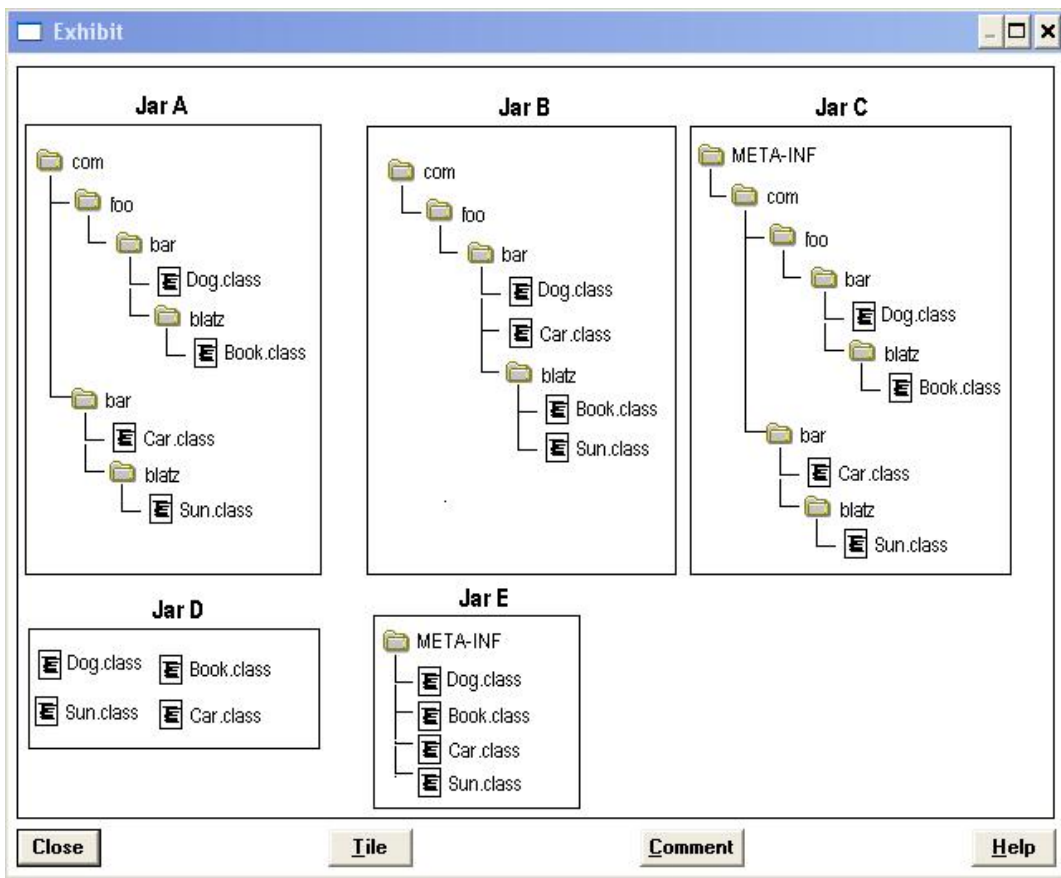 Exhibit
Jar A
com
foo
bar
Dog.class
blatz
Book.class
bar
Car.class
blatz
Sun.class
Jar B
com
foo
bar
Dog.class
Car.class
blatz
Book.class
Sun.class
Jar C
META-INF
com
foo
bar
Dog.class
blatz
Book.class
bar
Car.class
blatz
Sun.class
Jar D
Dog.class Book.class
Sun.class Car.class
Jar E
META-INF
Dog.class
Book.class
Car.class
Sun.class
Close Tile Comment Help